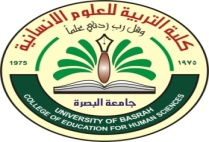 كلية التربية للعلوم الأنسانية
وقل رب زدني علما
1975
١٩٧٥
جامعة البصرة
UNIVERSITY OF BASRAH
COLLEGE OF EDUCATION FOR HUMAN SCIENCES